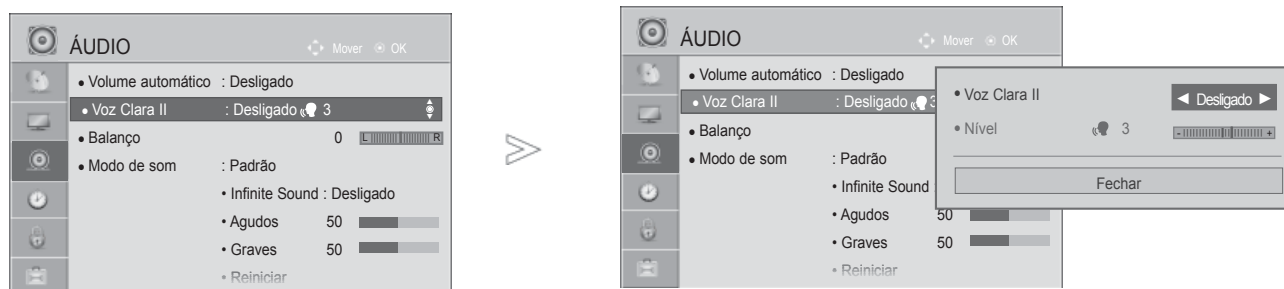 ÁUDIO
Mover OK
• Volume automático : Desligado
• Voz Clara II : Desligado 3
• Balanço 0 L R
• Modo de som : Padrão
• Infinite Sound : Desligado
• Agudos 50
• Graves 50
• Reiniciar
ÁUDIO
Mover OK
• Volume automático : Desligado
• Voz Clara II : Desligado 3
• Balanço
• Modo de som : Padrão
• Infinite Sound :
• Agudos 50
• Graves 50
• Reiniciar
• Voz Clara II ◄ Desligado ►
• Nível 3 - +
Fechar